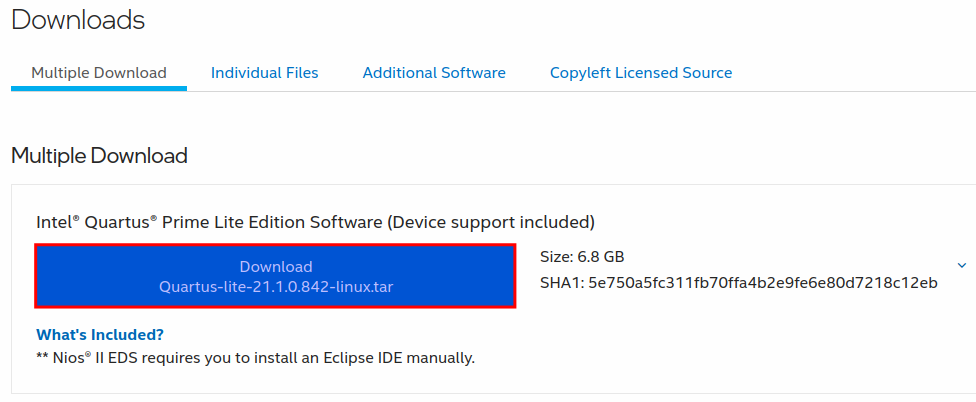 Downloads
Multiple Download Individual Files Additional Software Copyleft Licensed Source
Multiple Download
Intel® Quartus® Prime Lite Edition Software (Device support included)
Download
Quartus-lite-21.1.0.842-linux.tar
Size: 6.8 GB
SHA1: 5e750a5fc311fb70ffa4b2e9fe6e80d7218c12eb
What's Included?
** Nios® II EDS requires you to install an Eclipse IDE manually.